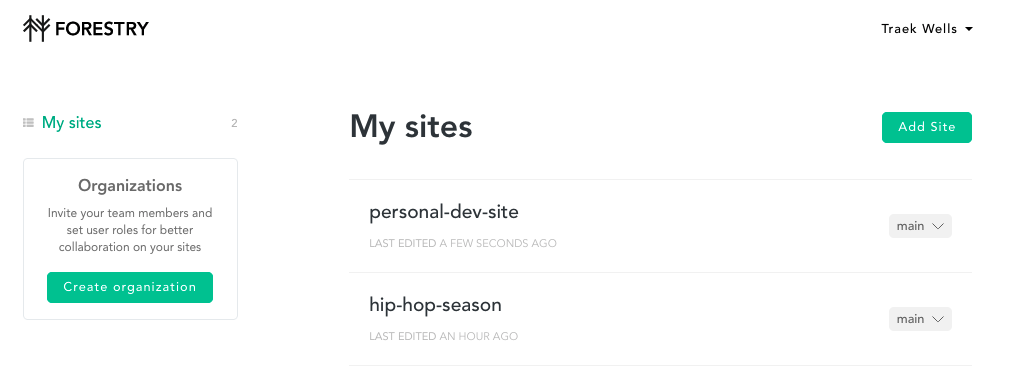 FORESTRY
Traek Wells
My sites
2
Organizations
Invite your team members and
set user roles for better
collaboration on your sites
Create organization
My sites
Add Site
personal-dev-site
LAST EDITED A FEW SECONDS AGO
main
hip-hop-season
LAST EDITED AN HOUR AGO
main